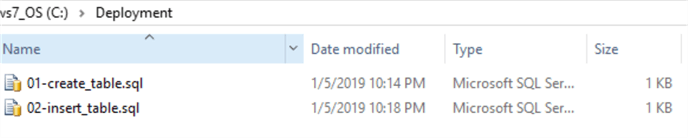 vs7_OS (C:) > Deployment
Name Date modified Type Size
01-create_table.sql 1/5/2019 10:14 PM Microsoft SQL Ser... 1 KB
02-insert_table.sql 1/5/2019 10:18 PM Microsoft SQL Ser... 1 KB